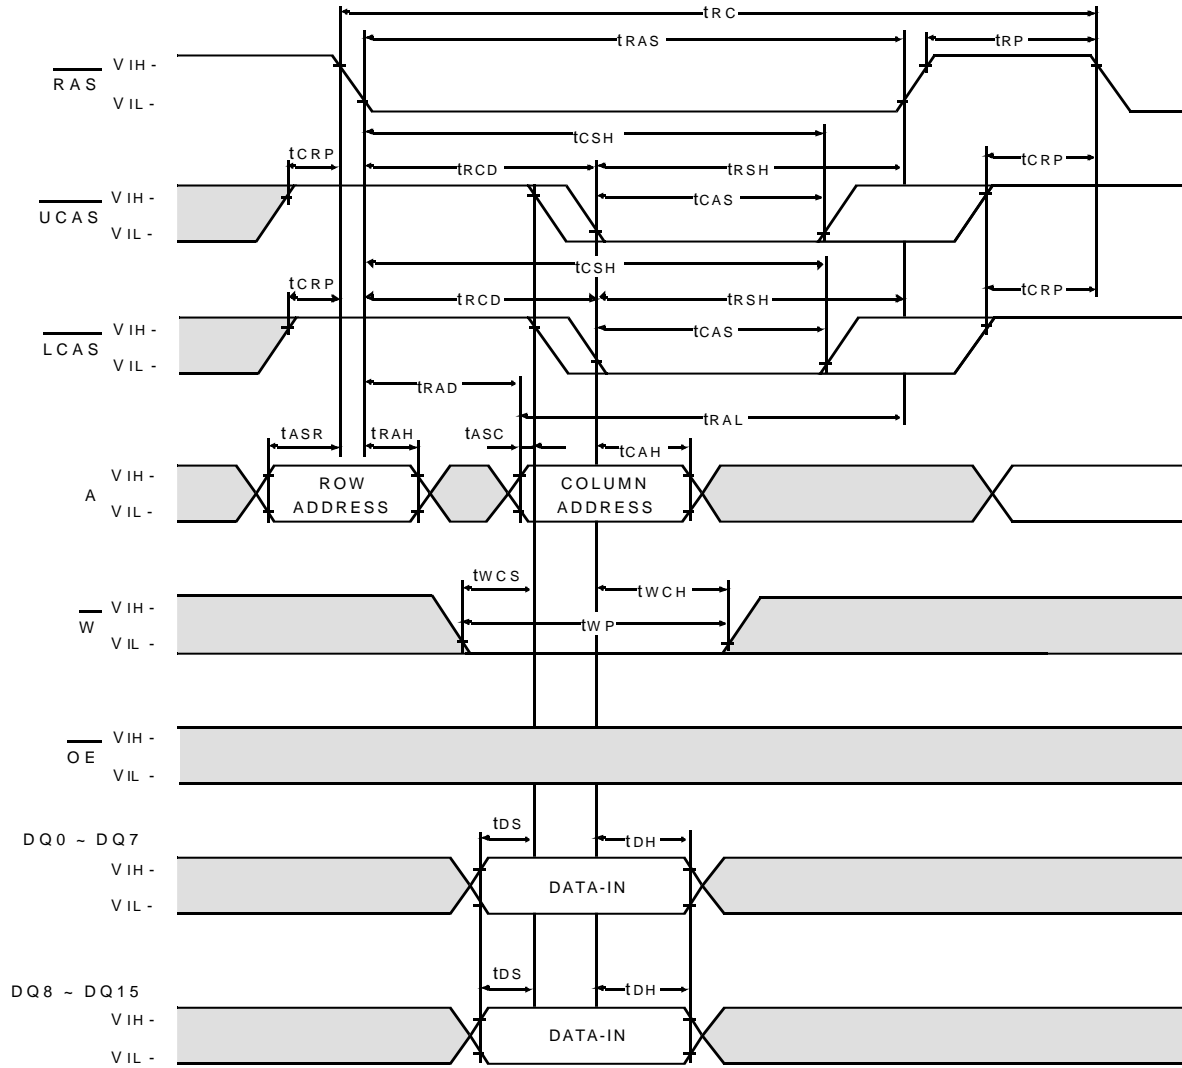 tRC
tRAS
tRP
RAS
VIH -
VIL -
tCSH
tCRP
tRCD
tRSH
tCRP
UCAS
VIH -
VIL -
tCAS
tCSH
tCRP
tRCD
tRSH
tCRP
LCAS
VIH -
VIL -
tCAS
tRAD
tRAL
tASR
tRAH
tASC
tCAH
A
VIH -
VIL -
ROW
ADDRESS
COLUMN
ADDRESS
tWCS
tWCH
W
VIH -
VIL -
tWP
OE
VIH -
VIL -
DQ0 ~ DQ7
VIH -
VIL -
tDS
tDH
DATA-IN
DQ8 ~ DQ15
VIH -
VIL -
tDS
tDH
DATA-IN